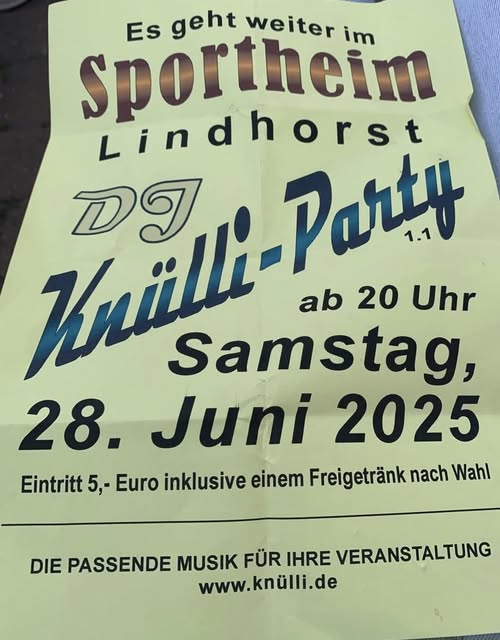 Es geht weiter im
Sportheim
Lindhorst
DJ
Knülli-Party
1.1
ab 20 Uhr
Samstag,
28. Juni 2025
Eintritt 5,- Euro inklusive einem Freigetränk nach Wahl
DIE PASSENDE MUSIK FÜR IHRE VERANSTALTUNG
www.knülli.de